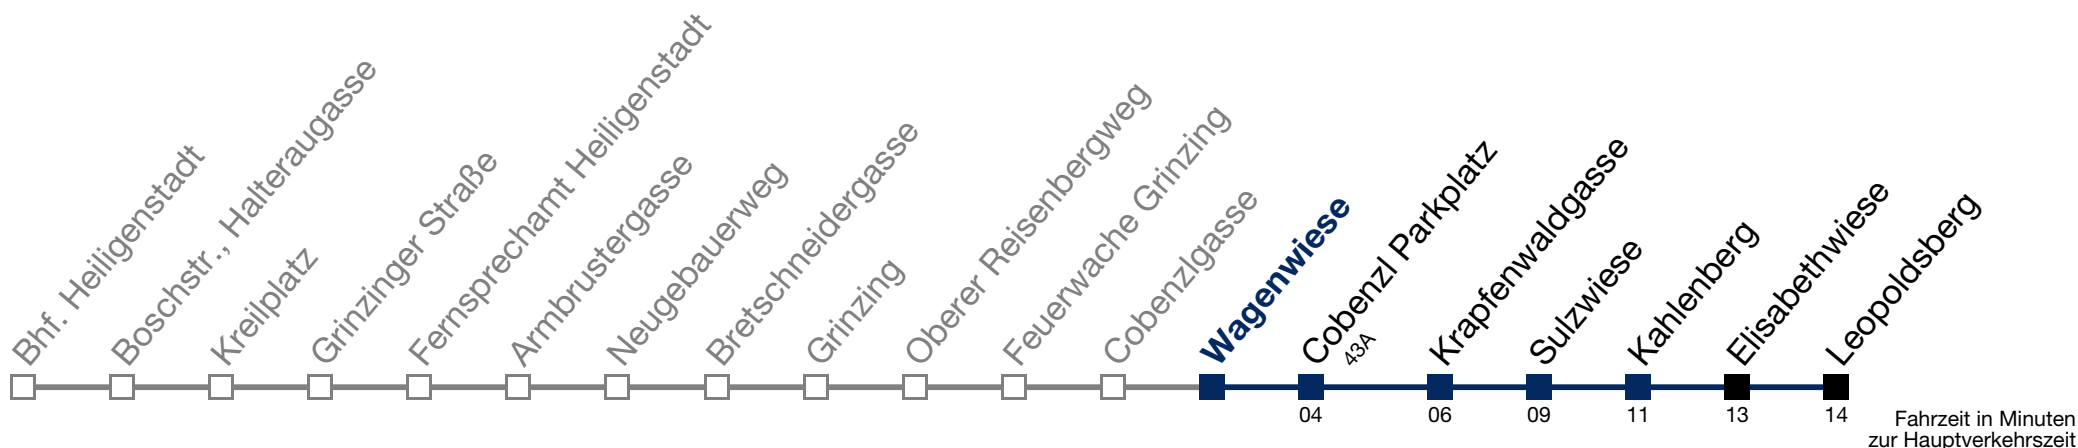 Bhf. Heiligenstadt
Boschstr., Halteraugasse
Kreilplatz
Grinzinger Straße
Fernsprechamt Heiligenstadt
Armbrustergasse
Neugebauerweg
Bretschneidergasse
Grinzing
Oberer Reisenbergweg
Feuerwache Grinzing
Cobenzlgasse
Wagenwiese
Cobenzl Parkplatz
43A
Krapfenwaldgasse
Sulzwiese
Kahlenberg
Elisabethwiese
Leopoldsberg
04 06 09 11 13 14
Fahrzeit in Minuten
zur Hauptverkehrszeit